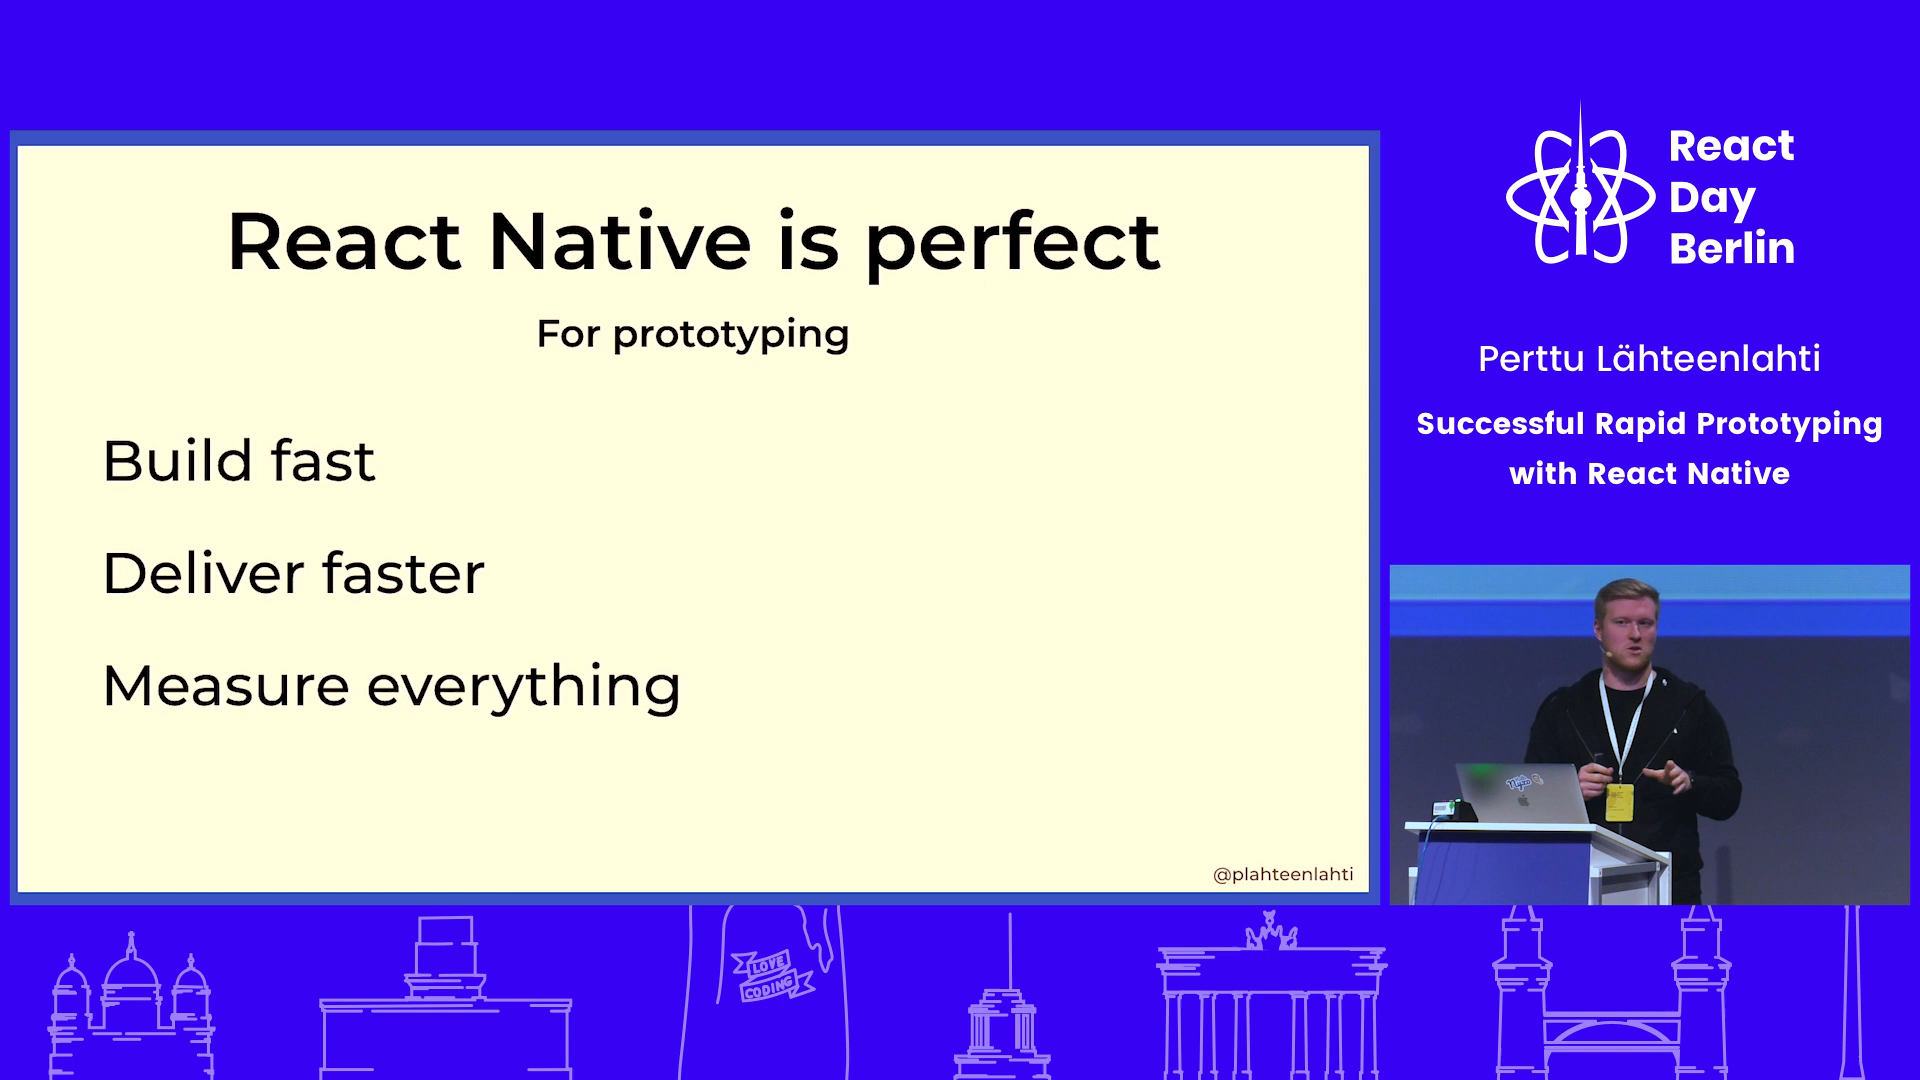 React Native is perfect
For prototyping
Build fast
Deliver faster
Measure everything
@plahteenlahti
React
Day
Berlin
Perttu Lähteenlahti
Successful Rapid Prototyping
with React Native
LOVE
CODING